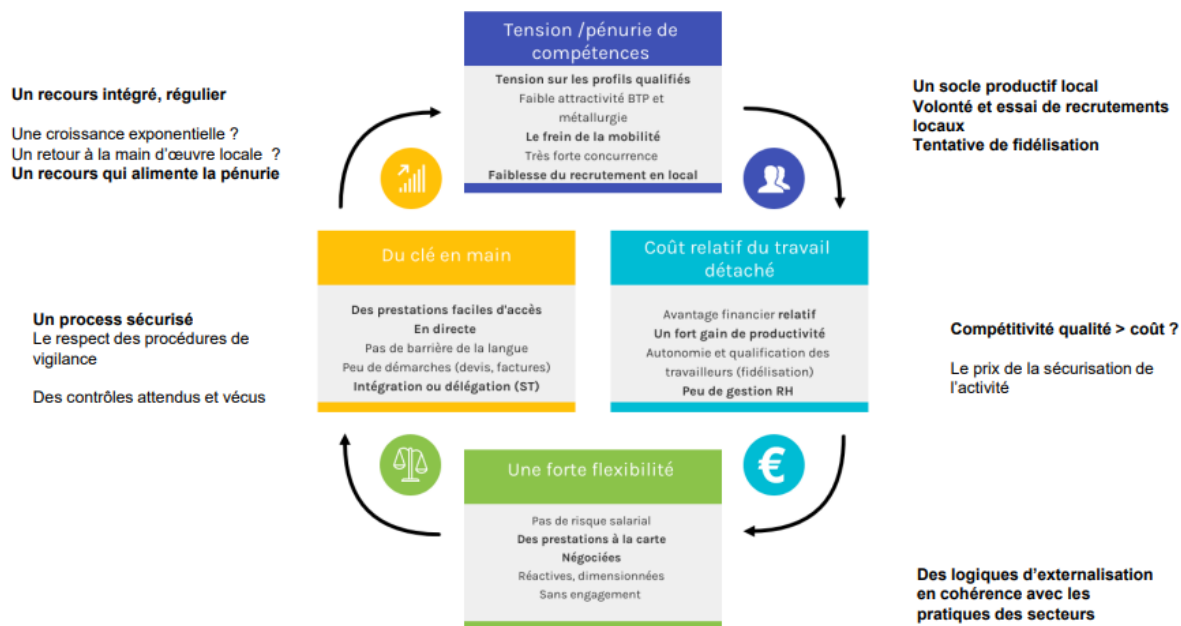 Tension /pénurie de
compétences
Tension sur les profils qualifiés
Faible attractivité BTP et
métallurgie
Le frein de la mobilité
Très forte concurrence
Faiblesse du recrutement en local
Un recours intégré, régulier
Une croissance exponentielle ?
Un retour à la main d'œuvre locale  ?
Un recours qui alimente la pénurie
Un socle productif local
Volonté et essai de recrutements
locaux
Tentative de fidélisation
Du clé en main
Des prestations faciles d'accès
En directe
Pas de barrière de la langue
Peu de démarches (devis, factures)
Intégration ou délégation (ST)
Coût relatif du travail
détaché
Avantage financier relatif
Un fort gain de productivité
Autonomie et qualification des
travailleurs (fidélisation)
Peu de gestion RH
Un process sécurisé
Le respect des procédures de
vigilance
Des contrôles attendus et vécus
Compétitivité qualité > coût ?
Le prix de la sécurisation de
l'activité
€
Une forte flexibilité
Pas de risque salarial
Des prestations à la carte
Négociées
Réactives, dimensionnées
Sans engagement
Des logiques d'externalisation
en cohérence avec les
pratiques des secteurs